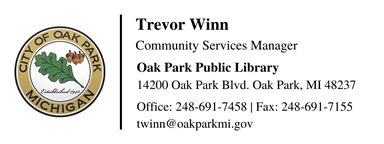 CITY OF OAK PARK
Established 1945
MICHIGAN
Trevor Winn
Community Services Manager
Oak Park Public Library
14200 Oak Park Blvd. Oak Park, MI 48237
Office: 248-691-7458 | Fax: 248-691-7155
twinn@oakparkmi.gov